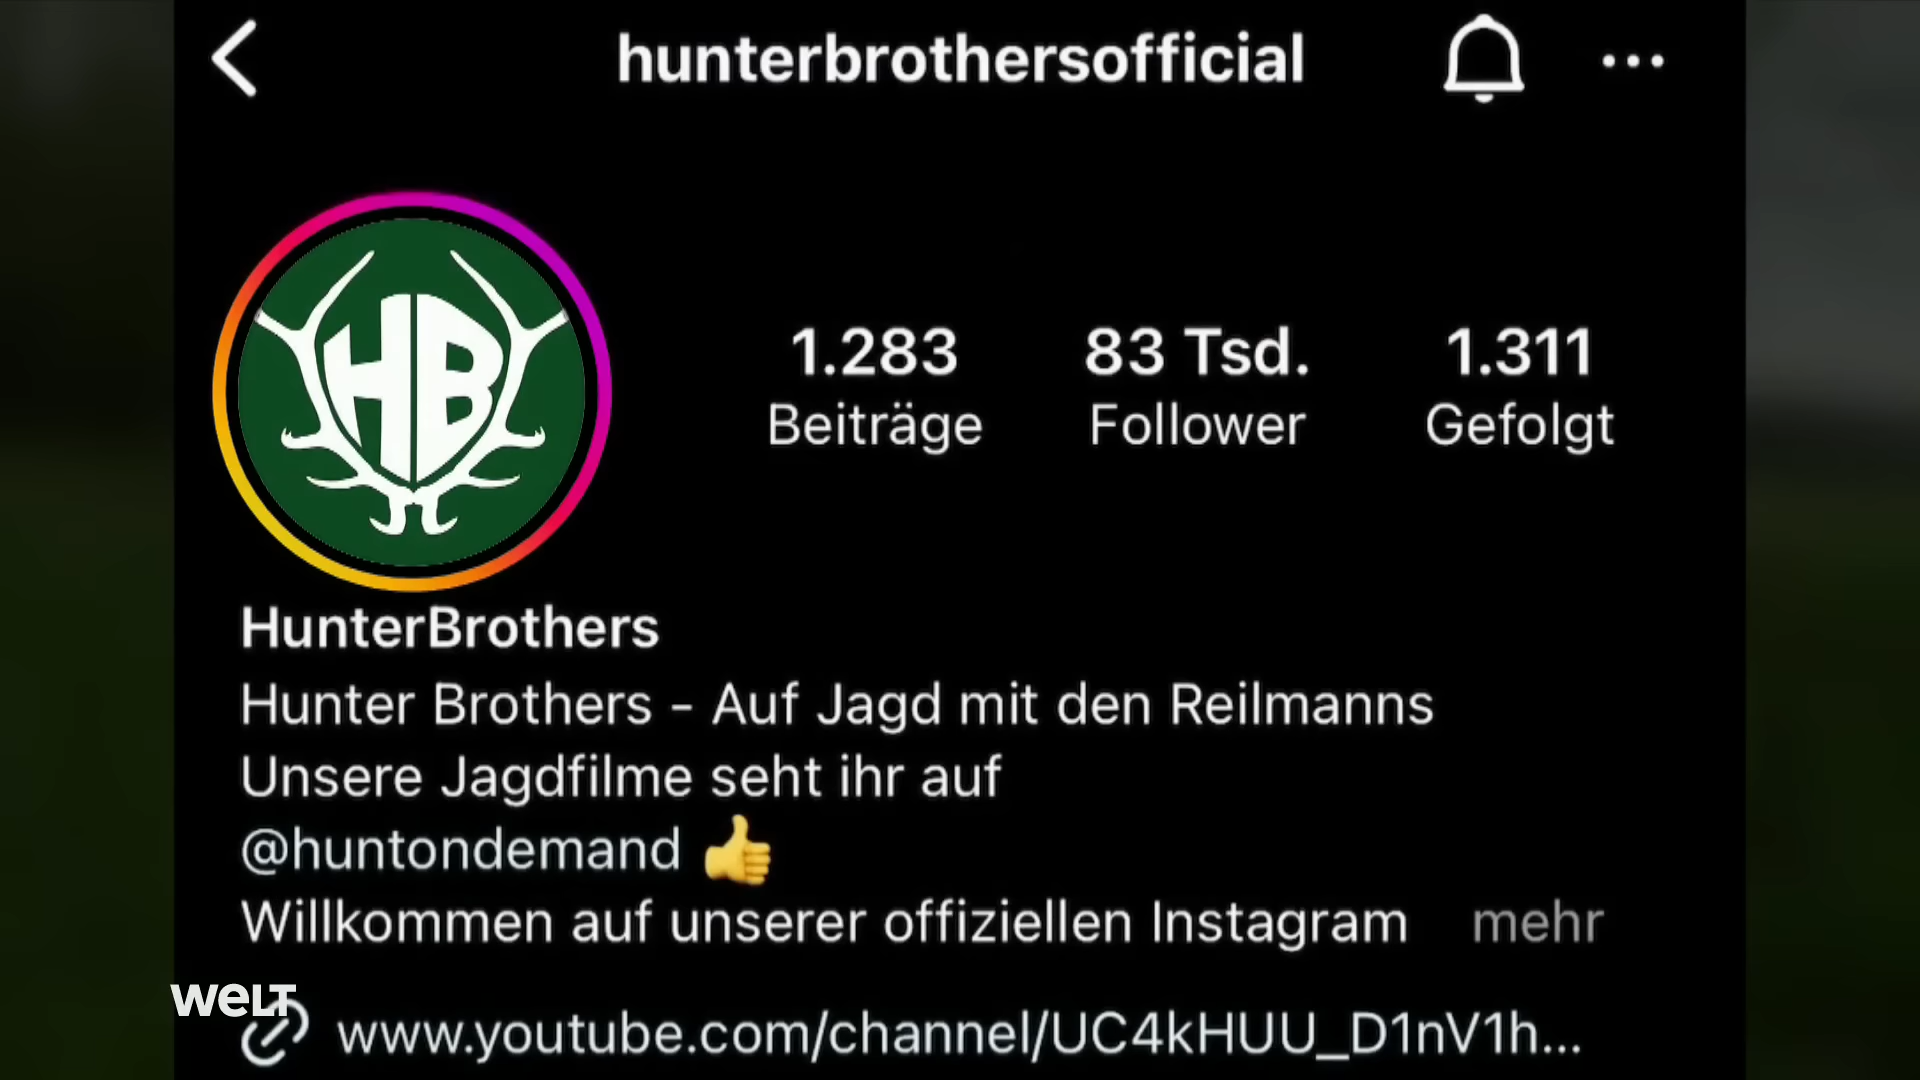 hunterbrothersofficial
HB
1.283 83 Tsd. 1.311
Beiträge Follower Gefolgt
HunterBrothers
Hunter Brothers - Auf Jagd mit den Reilmanns
Unsere Jagdfilme seht ihr auf
@huntondemand
Willkommen auf unserer offiziellen Instagram mehr
WELT
www.youtube.com/channel/UC4kHUU_D1nV1h...